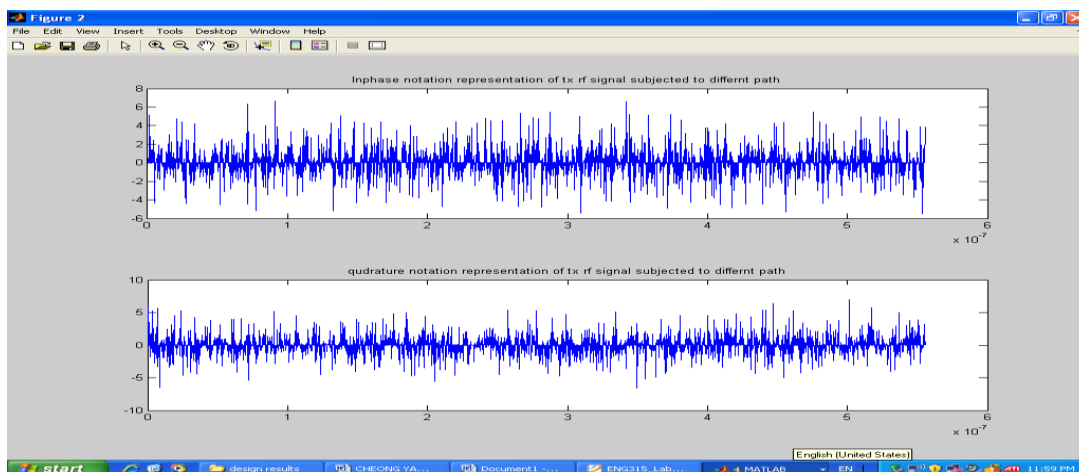 Figure 2
File Edit View Insert Tools Desktop Window Help
Inphase notation representation of tx rf signal subjected to differnt path
8
6
4
2
0
-2
-4
-6
0 1 2 3 4 5 6
x 10-7
qudrature notation representation of tx rf signal subjected to differnt path
10
5
0
-5
-10
0 1 2 3 4 5 6
x 10-7
English (United States)
start design results CHEONG YA... Document1 -... ENG315_Lab... 4 MATLAB EN 11:59 PM